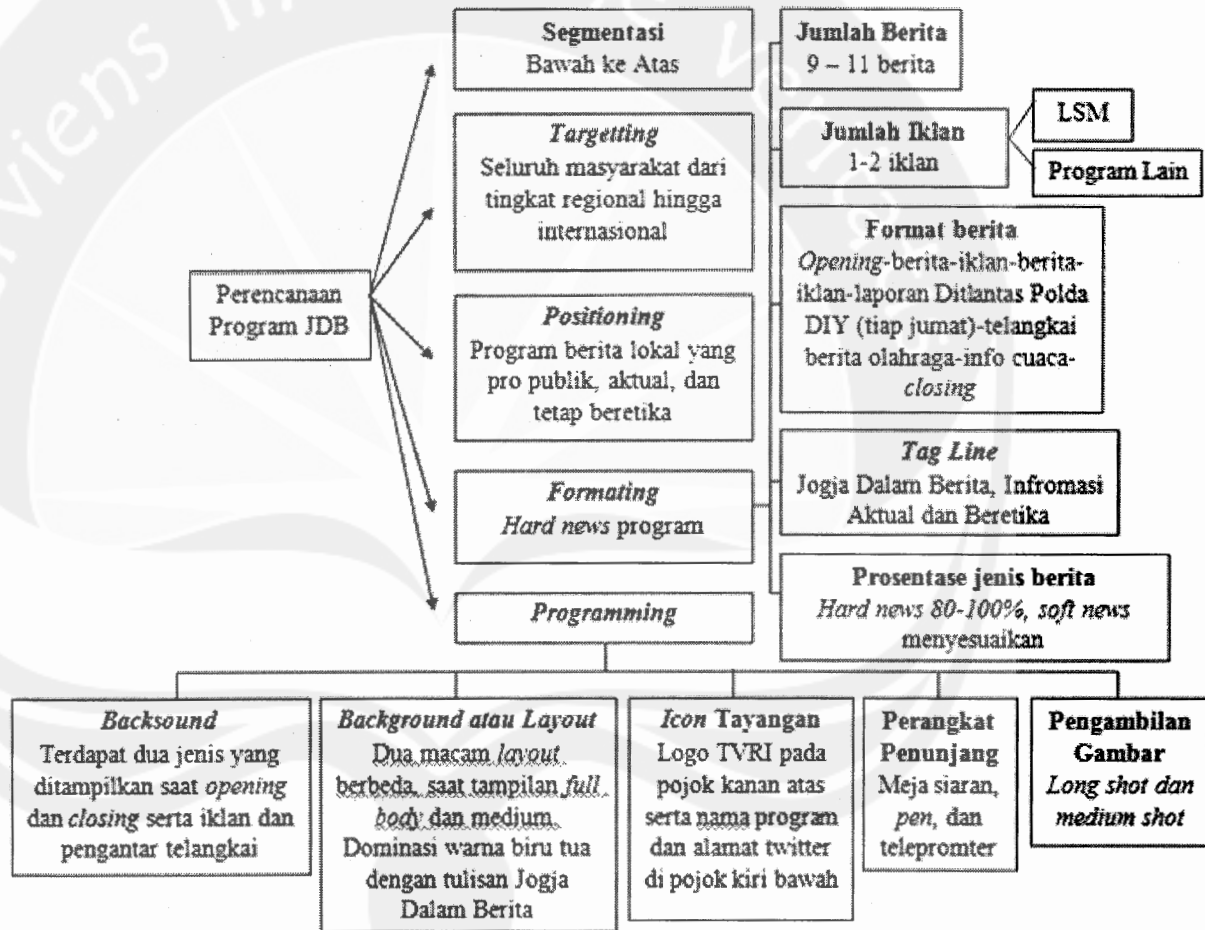 Segmentasi
Bawah ke Atas
Jumlah Berita
9 – 11 berita
Targetting
Seluruh masyarakat dari
tingkat regional hingga
internasional
Jumlah Iklan
1-2 iklan
LSM
Program Lain
Format berita
Opening-berita-iklan-berita-
iklan-laporan Ditlantas Polda
DIY (tiap jumat)-telangkai
berita olahraga-info cuaca-
closing
Perencanaan
Program JDB
Positioning
Program berita lokal yang
pro publik, aktual, dan
tetap beretika
Tag Line
Jogja Dalam Berita, Infromasi
Aktual dan Beretika
Formating
Hard news program
Prosentase jenis berita
Hard news 80-100%, soft news
menyesuaikan
Programming
Backsound
Terdapat dua jenis yang
ditampilkan saat opening
dan closing serta iklan dan
pengantar telangkai
Background atau Layout
Dua macam layout
berbeda, saat tampilan full
body dan medium.
Dominasi warna biru tua
dengan tulisan Jogja
Dalam Berita
Icon Tayangan
Logo TVRI pada
pojok kanan atas
serta nama program
dan alamat twitter
di pojok kiri bawah
Perangkat
Penunjang
Meja siaran,
pen, dan
telepromter
Pengambilan
Gambar
Long shot dan
medium shot